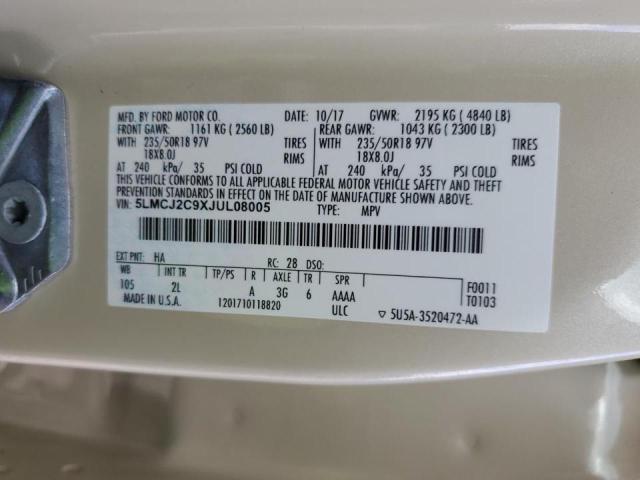 MFD. BY FORD MOTOR CO. DATE: 10/17 GVWR: 2195 KG ( 4840 LB)
FRONT GAWR: 1161 KG ( 2560 LB) REAR GAWR: 1043 KG ( 2300 LB)
WITH 235/50R18 97V TIRES WITH 235/50R18 97V TIRES
18X8.0J RIMS 18X8.0J RIMS
AT 240 kPa/ 35 PSI COLD AT 240 kPa/ 35 PSI COLD
THIS VEHICLE CONFORMS TO ALL APPLICABLE FEDERAL MOTOR VEHICLE SAFETY AND THEFT
PREVENTION STANDARDS IN EFFECT ON THE DATE OF MANUFACTURE SHOWN ABOVE.
VIN: 5LMCJ2C9XJUL08005 TYPE: MPV
EXT PNT: HA RC: 28 DSO:
WB INT TR TP/PS R AXLE TR SPR F0011
105 2L A 3G 6 AAAA T0103
MADE IN U.S.A. 1201710118820 ULC ▽ 5U5A-3520472-AA